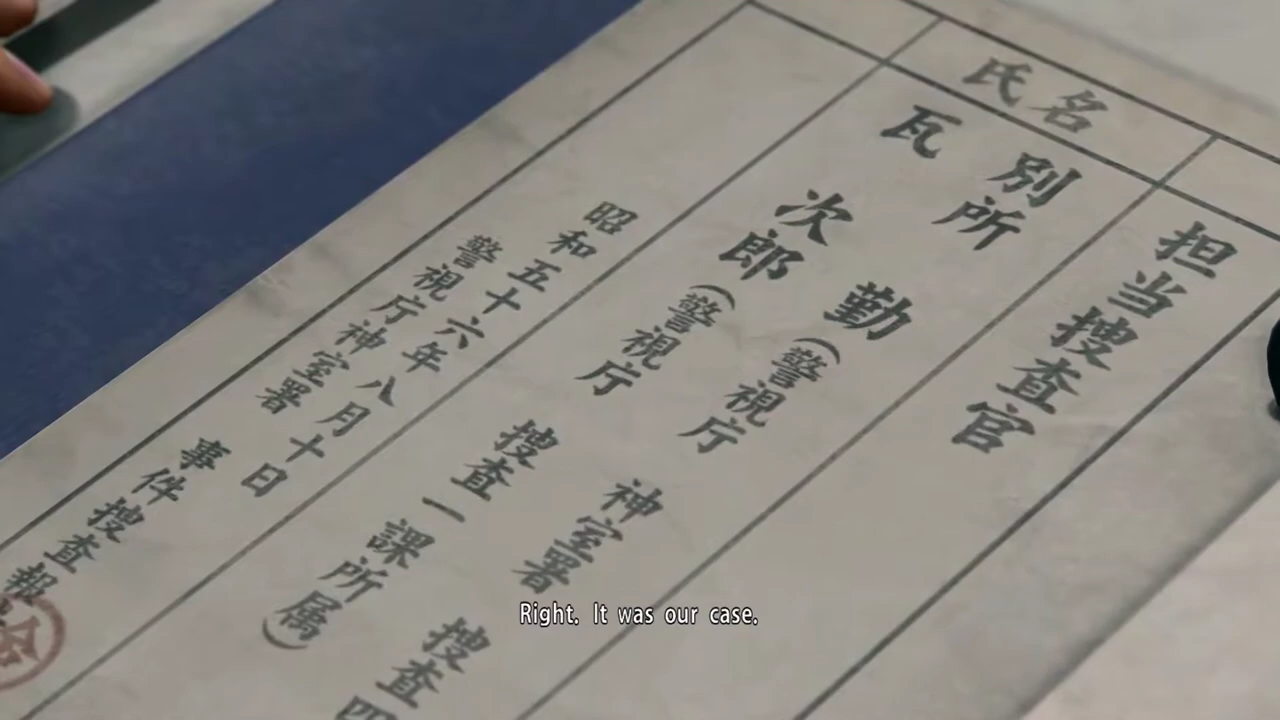 担当捜査官
氏名
別所 勤(警視庁 神室署 捜査四
瓦 次郎(警視庁 捜査一課所属)
昭和五十六年八月十日
警視庁神室署 事件捜査報
Right. It was our case.